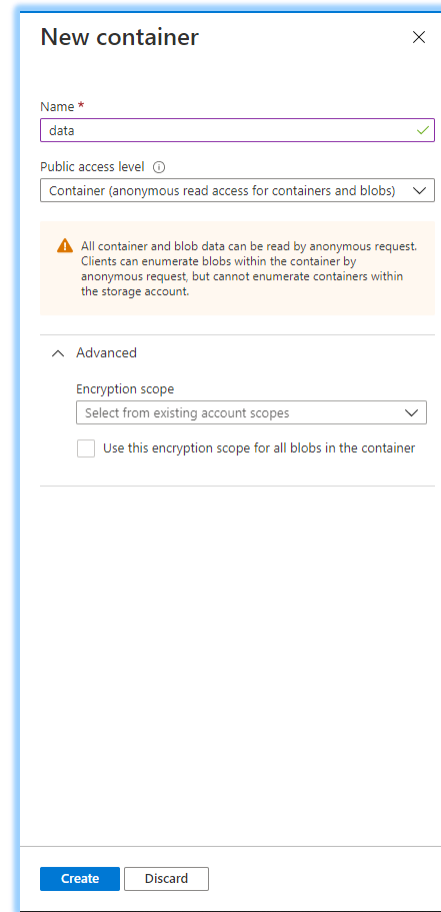 New container
Name *
data
Public access level
Container (anonymous read access for containers and blobs)
All container and blob data can be read by anonymous request.
Clients can enumerate blobs within the container by
anonymous request, but cannot enumerate containers within
the storage account.
Advanced
Encryption scope
Select from existing account scopes
Use this encryption scope for all blobs in the container
Create
Discard